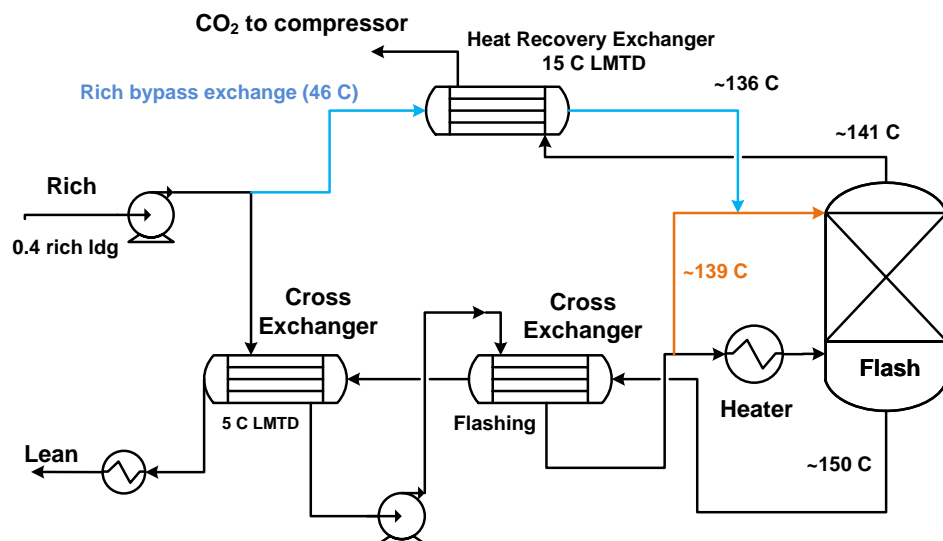 CO₂ to compressor
Heat Recovery Exchanger
15 C LMTD
~136 C
Rich bypass exchange (46 C)
~141 C
Rich
0.4 rich ldg
~139 C
Cross
Exchanger
Cross
Exchanger
Flash
Heater
5 C LMTD
Flashing
Lean
~150 C